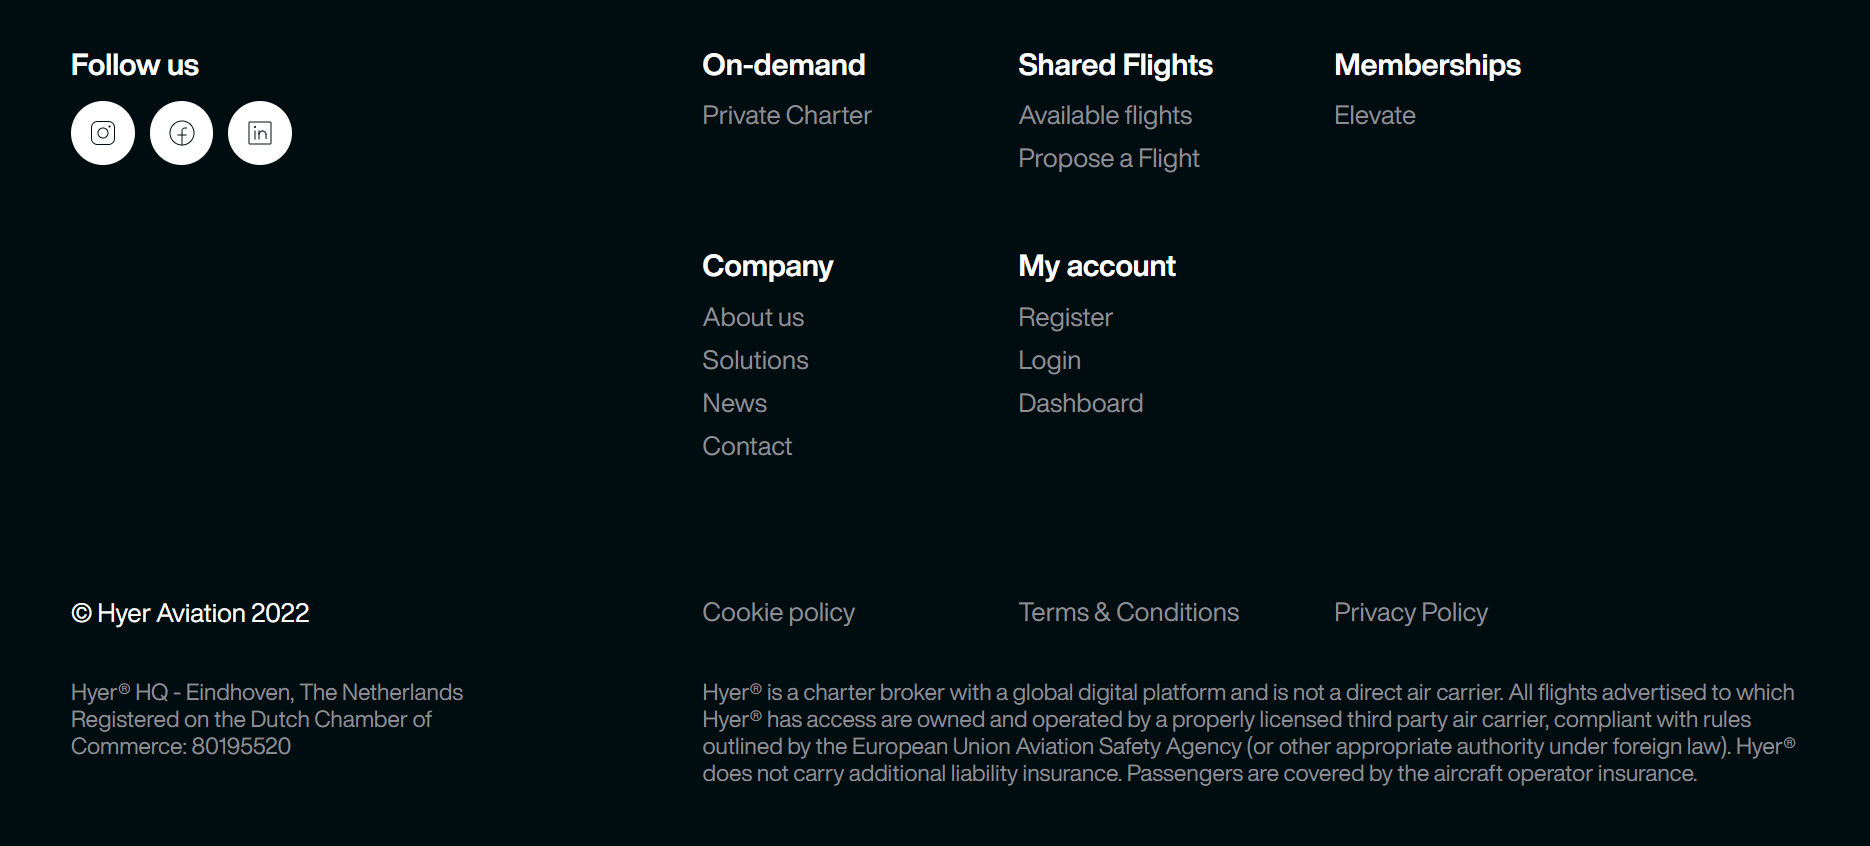 Follow us
On-demand
Private Charter
Shared Flights
Available flights
Propose a Flight
Memberships
Elevate
Company
About us
Solutions
News
Contact
My account
Register
Login
Dashboard
© Hyer Aviation 2022
Cookie policy
Terms & Conditions
Privacy Policy
Hyer® HQ - Eindhoven, The Netherlands
Registered on the Dutch Chamber of
Commerce: 80195520
Hyer® is a charter broker with a global digital platform and is not a direct air carrier. All flights advertised to which
Hyer® has access are owned and operated by a properly licensed third party air carrier, compliant with rules
outlined by the European Union Aviation Safety Agency (or other appropriate authority under foreign law). Hyer®
does not carry additional liability insurance. Passengers are covered by the aircraft operator insurance.